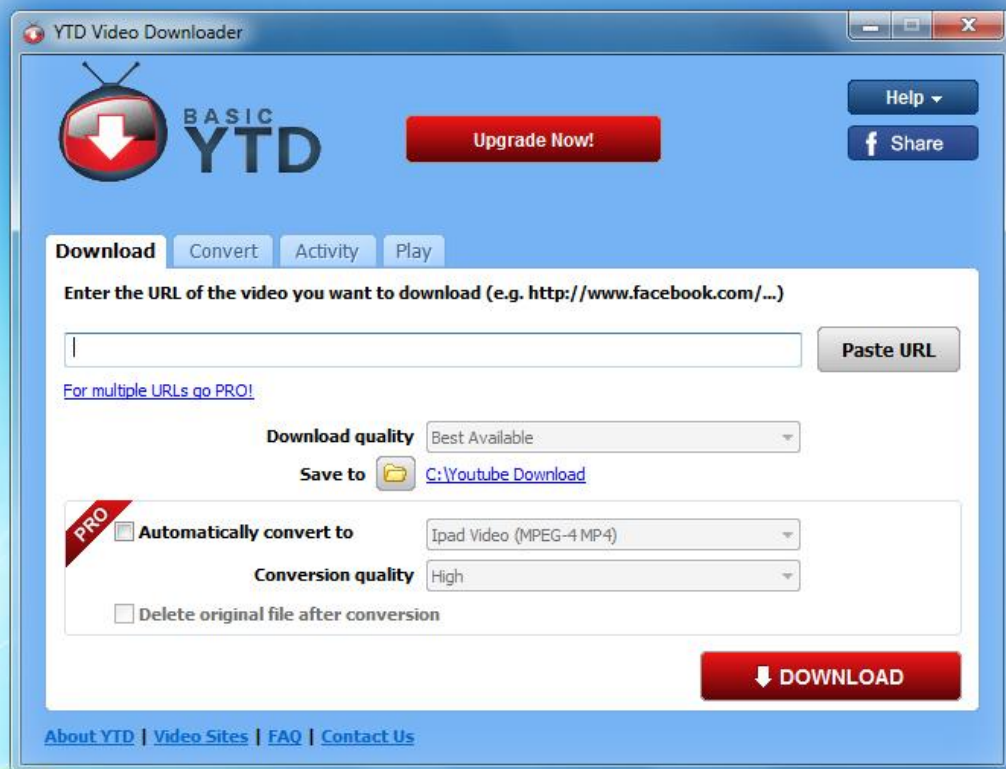 YTD Video Downloader
BASIC
YTD
Upgrade Now!
Help
f Share
Download Convert Activity Play
Enter the URL of the video you want to download (e.g. http://www.facebook.com/...)
Paste URL
For multiple URLs go PRO!
Download quality Best Available
Save to C:\Youtube Download
PRO
Automatically convert to Ipad Video (MPEG-4 MP4)
Conversion quality High
Delete original file after conversion
DOWNLOAD
About YTD | Video Sites | FAQ | Contact Us